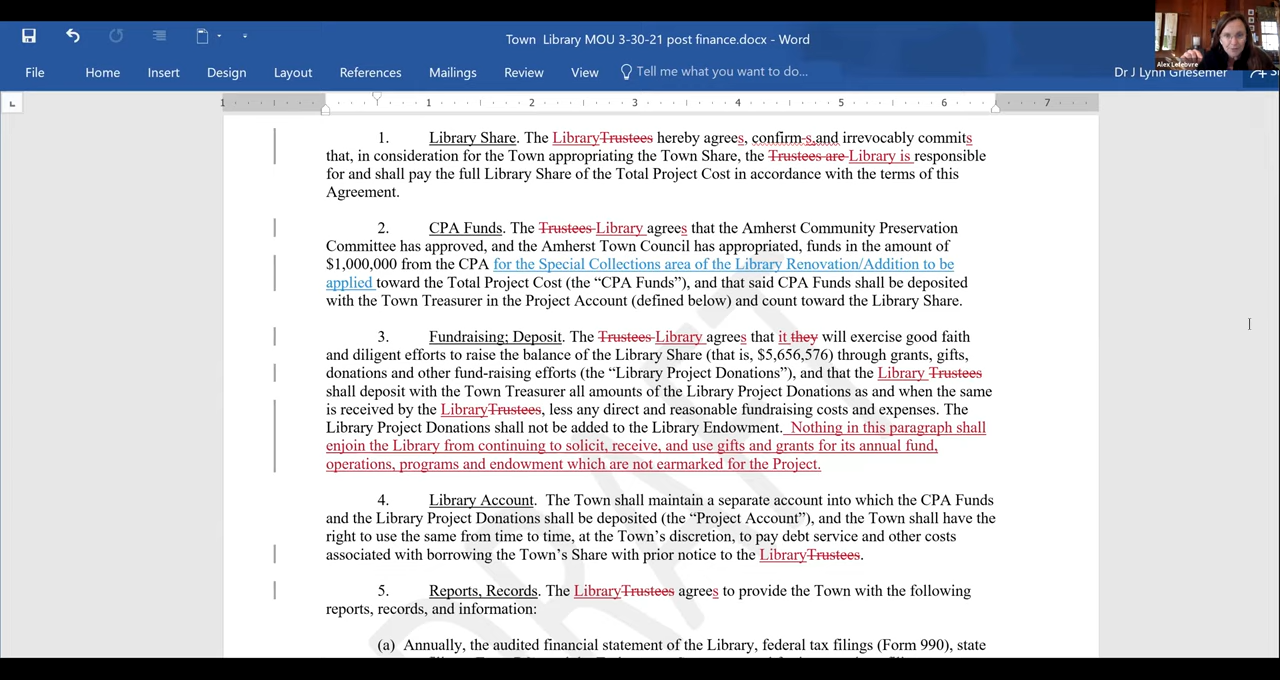 Town Library MOU 3-30-21 post finance.docx - Word
Alex Lefebvre
File Home Insert Design Layout References Mailings Review View Tell me what you want to do... Dr J Lynn Griesemer
1 1 2 3 4 5 6 7
1. Library Share. The LibraryTrustees hereby agrees, confirm-s,and irrevocably commits
that, in consideration for the Town appropriating the Town Share, the Trustees are Library is responsible
for and shall pay the full Library Share of the Total Project Cost in accordance with the terms of this
Agreement.
2. CPA Funds. The Trustees Library agrees that the Amherst Community Preservation
Committee has approved, and the Amherst Town Council has appropriated, funds in the amount of
$1,000,000 from the CPA for the Special Collections area of the Library Renovation/Addition to be
applied toward the Total Project Cost (the “CPA Funds”), and that said CPA Funds shall be deposited
with the Town Treasurer in the Project Account (defined below) and count toward the Library Share.
3. Fundraising; Deposit. The Trustees Library agrees that it they will exercise good faith
and diligent efforts to raise the balance of the Library Share (that is, $5,656,576) through grants, gifts,
donations and other fund-raising efforts (the “Library Project Donations”), and that the Library Trustees
shall deposit with the Town Treasurer all amounts of the Library Project Donations as and when the same
is received by the LibraryTrustees, less any direct and reasonable fundraising costs and expenses. The
Library Project Donations shall not be added to the Library Endowment. Nothing in this paragraph shall
enjoin the Library from continuing to solicit, receive, and use gifts and grants for its annual fund,
operations, programs and endowment which are not earmarked for the Project.
4. Library Account. The Town shall maintain a separate account into which the CPA Funds
and the Library Project Donations shall be deposited (the “Project Account”), and the Town shall have the
right to use the same from time to time, at the Town’s discretion, to pay debt service and other costs
associated with borrowing the Town’s Share with prior notice to the LibraryTrustees.
5. Reports, Records. The LibraryTrustees agrees to provide the Town with the following
reports, records, and information:
(a) Annually, the audited financial statement of the Library, federal tax filings (Form 990), state
DRAFT